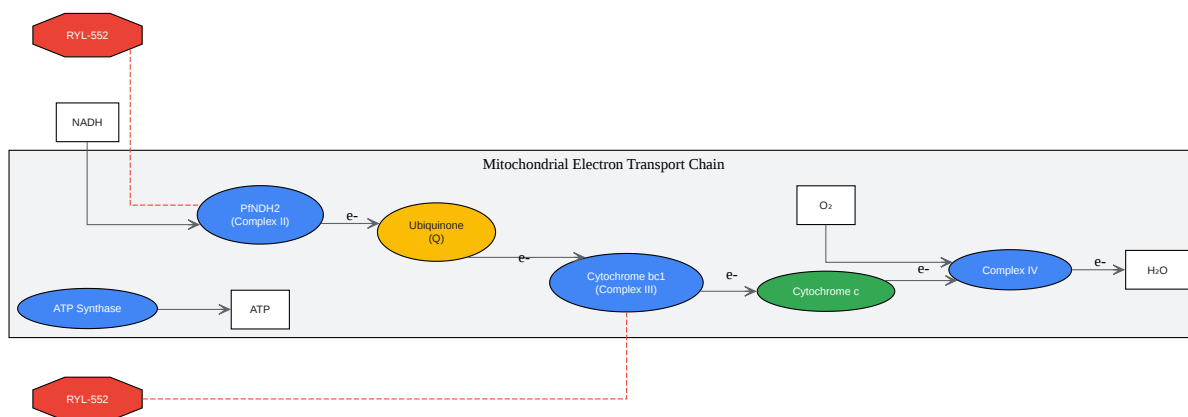 RYL-552
NADH
Mitochondrial Electron Transport Chain
PfNDH2
(Complex II)
e-
Ubiquinone
(Q)
e-
Cytochrome bc1
(Complex III)
e-
Cytochrome c
O₂
e-
Complex IV
e-
H₂O
ATP Synthase
ATP
RYL-552